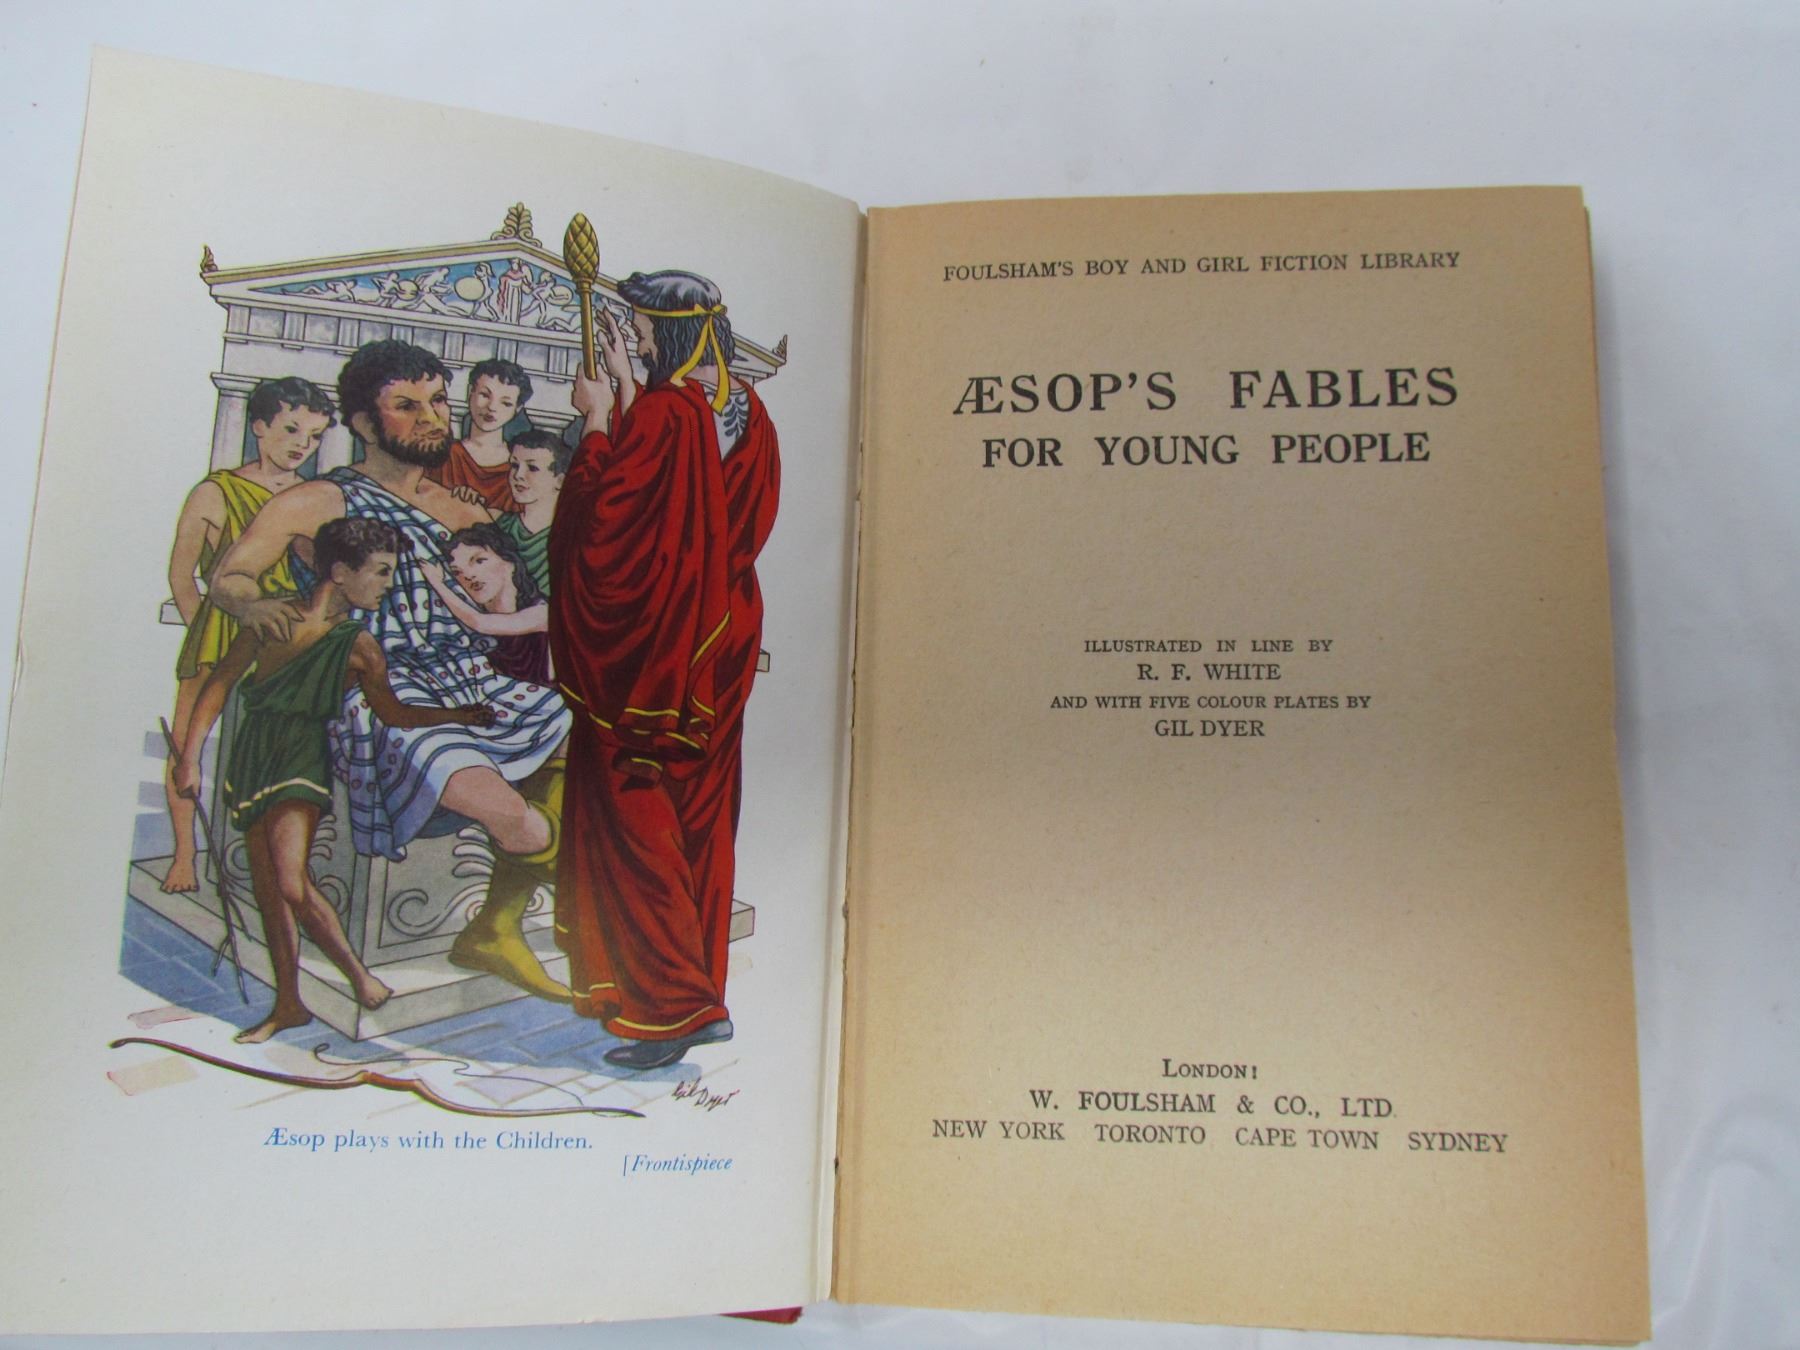 Gil Dyer
Æsop plays with the Children.
[Frontispiece
FOULSHAM'S BOY AND GIRL FICTION LIBRARY
ÆSOP'S FABLES
FOR YOUNG PEOPLE
ILLUSTRATED IN LINE BY
R. F. WHITE
AND WITH FIVE COLOUR PLATES BY
GIL DYER
LONDON:
W. FOULSHAM & CO., LTD.
NEW YORK TORONTO CAPE TOWN SYDNEY